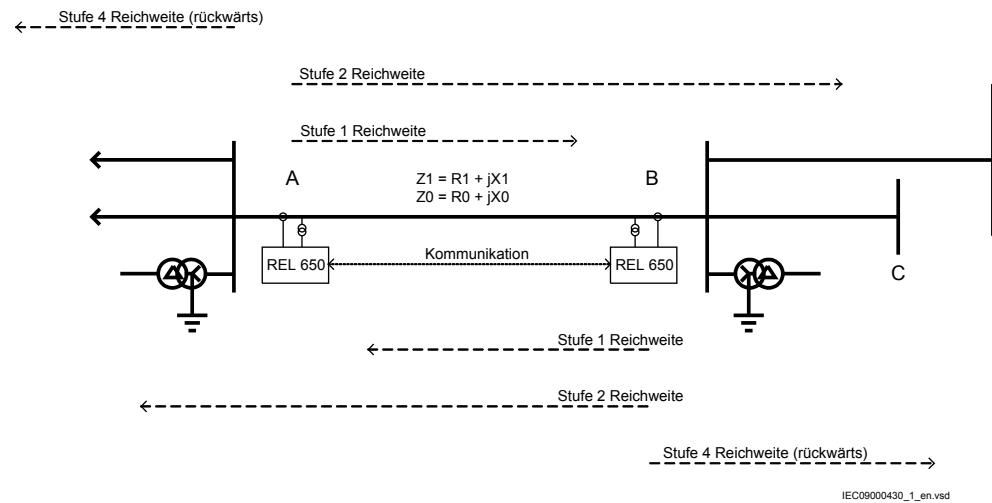 Stufe 4 Reichweite (rückwärts)
Stufe 2 Reichweite
Stufe 1 Reichweite
A
Z1 = R1 + jX1
B
Z0 = R0 + jX0
Kommunikation
REL 650
REL 650
C
Stufe 1 Reichweite
Stufe 2 Reichweite
Stufe 4 Reichweite (rückwärts)
IEC09000430_1_en.vsd